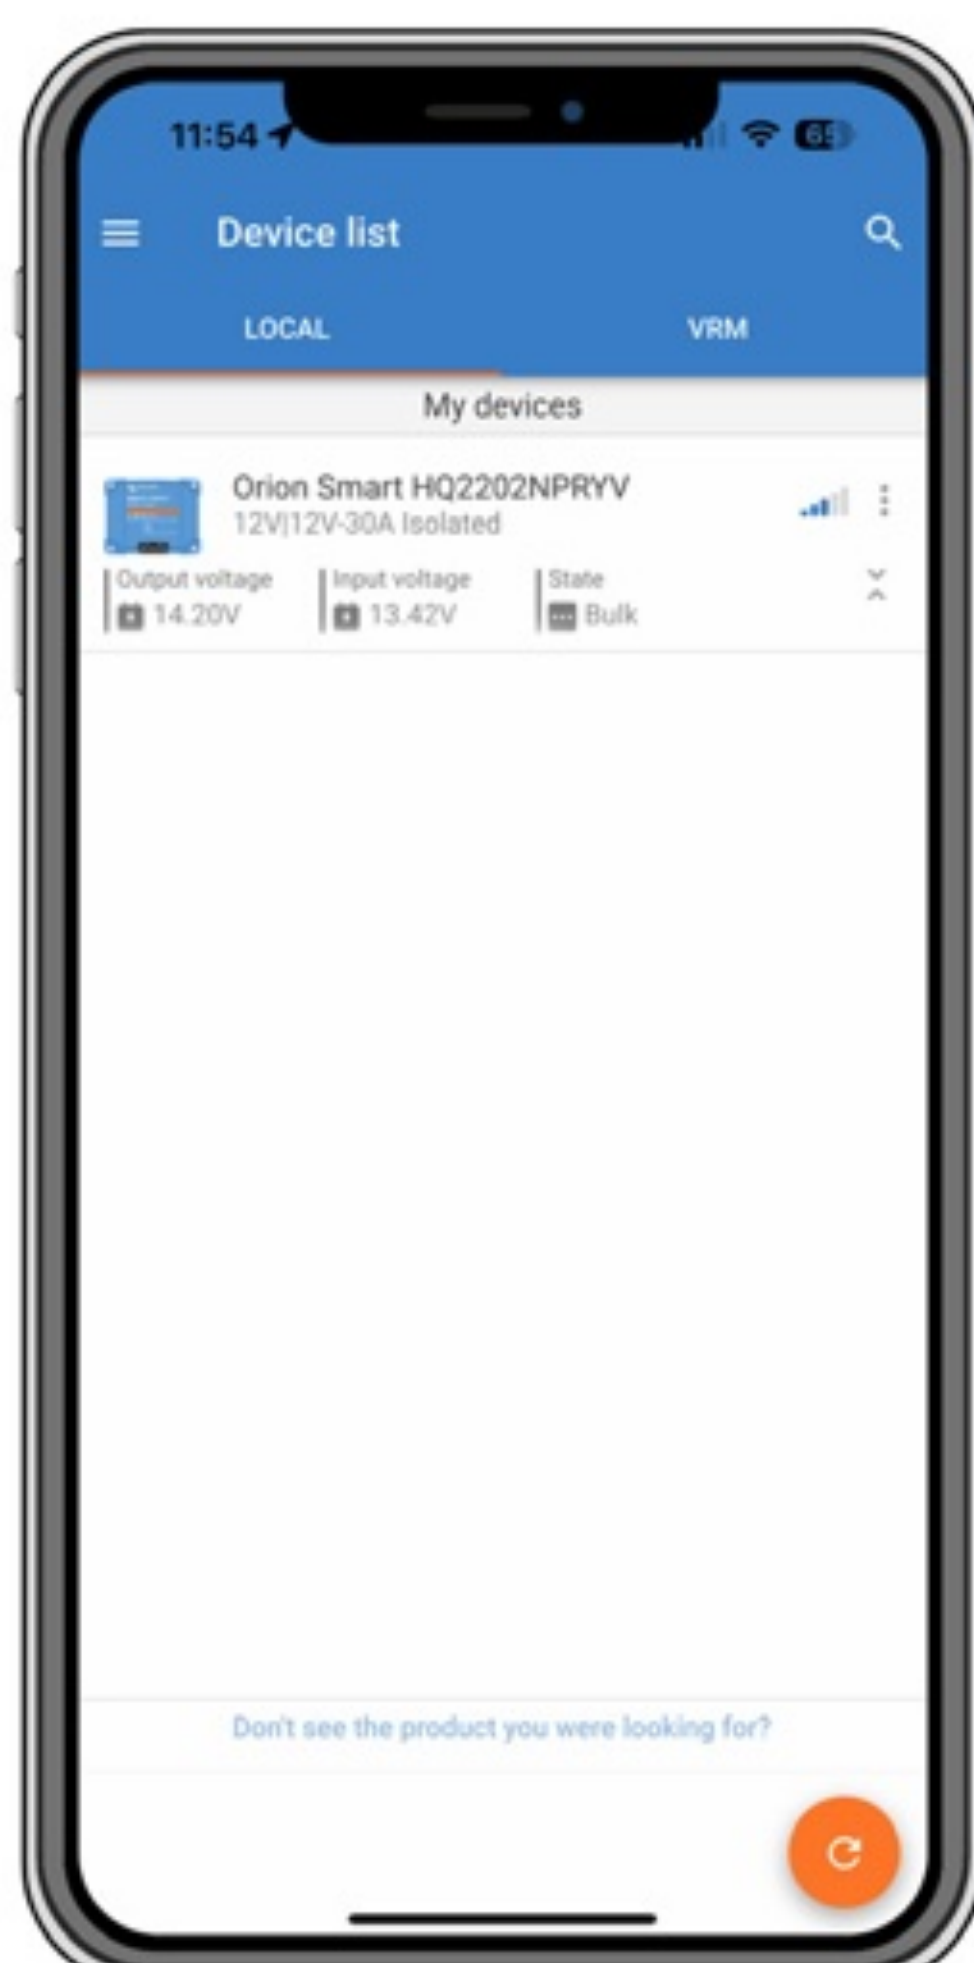 11:54
Device list
LOCAL
VRM
My devices
Orion Smart HQ2202NPRYV
12V|12V-30A Isolated
Output voltage
Input voltage
State
14.20V
13.42V
Bulk
Don't see the product you were looking for?